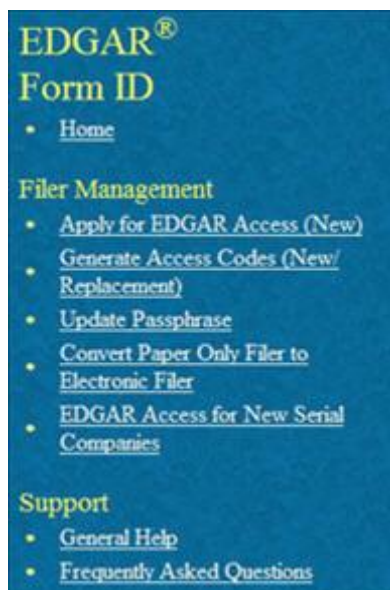 EDGAR®
Form ID
Home
Filer Management
Apply for EDGAR Access (New)
Generate Access Codes (New/
Replacement)
Update Passphrase
Convert Paper Only Filer to
Electronic Filer
EDGAR Access for New Serial
Companies
Support
General Help
Frequently Asked Questions